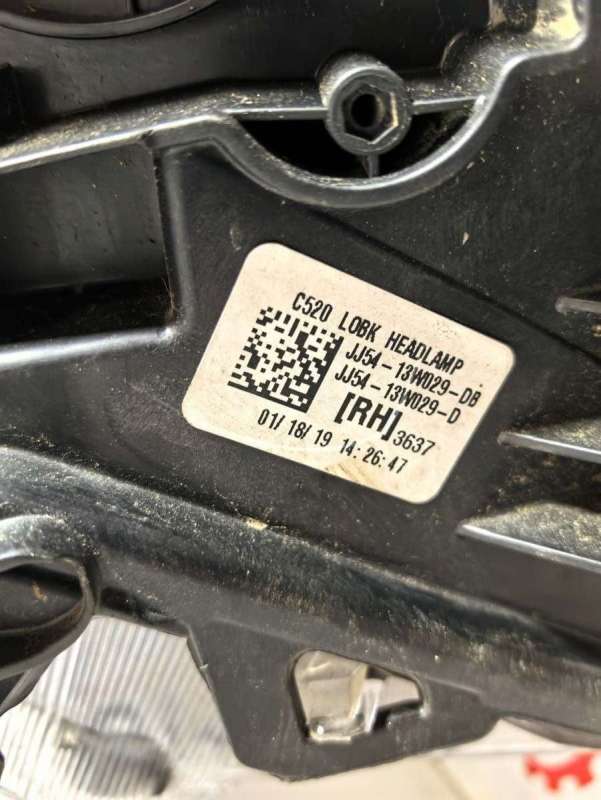 C520 LOBK HEADLAMP
JJ54-13W029-DB
JJ54-13W029-D
[RH] 3637
01/18/19 14:26:47